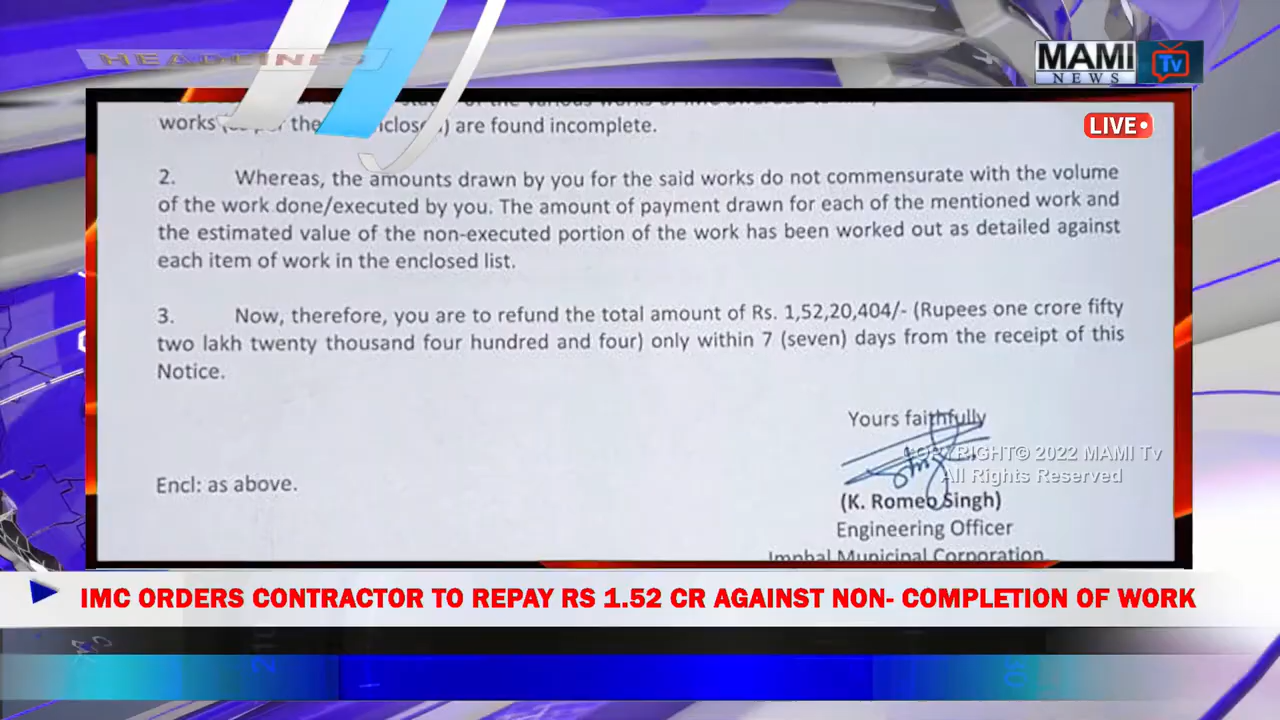 HEADLINES
MAMI
NEWS
Tv
LIVE
works are found incomplete.
2. Whereas, the amounts drawn by you for the said works do not commensurate with the volume
of the work done/executed by you. The amount of payment drawn for each of the mentioned work and
the estimated value of the non-executed portion of the work has been worked out as detailed against
each item of work in the enclosed list.
3. Now, therefore, you are to refund the total amount of Rs. 1,52,20,404/- (Rupees one crore fifty
two lakh twenty thousand four hundred and four) only within 7 (seven) days from the receipt of this
Notice.
Yours faithfully
COPYRIGHT© 2022 MAMI Tv
All Rights Reserved
Encl: as above.
(K. Romeo Singh)
Engineering Officer
Imphal Municipal Corporation
IMC ORDERS CONTRACTOR TO REPAY RS 1.52 CR AGAINST NON- COMPLETION OF WORK